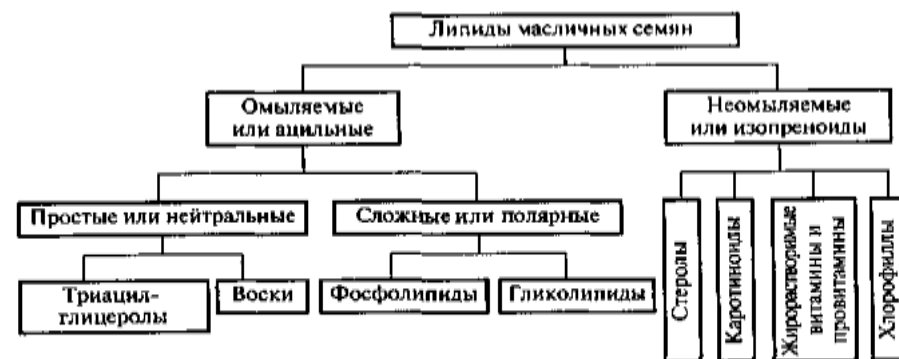 Липиды масличных семян
Омыляемые
или ацильные
Неомыляемые
или изопреноиды
Простые или нейтральные
Сложные или полярные
Триацил-
глицеролы
Воски
Фосфолипиды
Гликолипиды
Стеролы
Каротиноиды
Жирорастворимые
витамины и
провитамины
Хлорофиллы